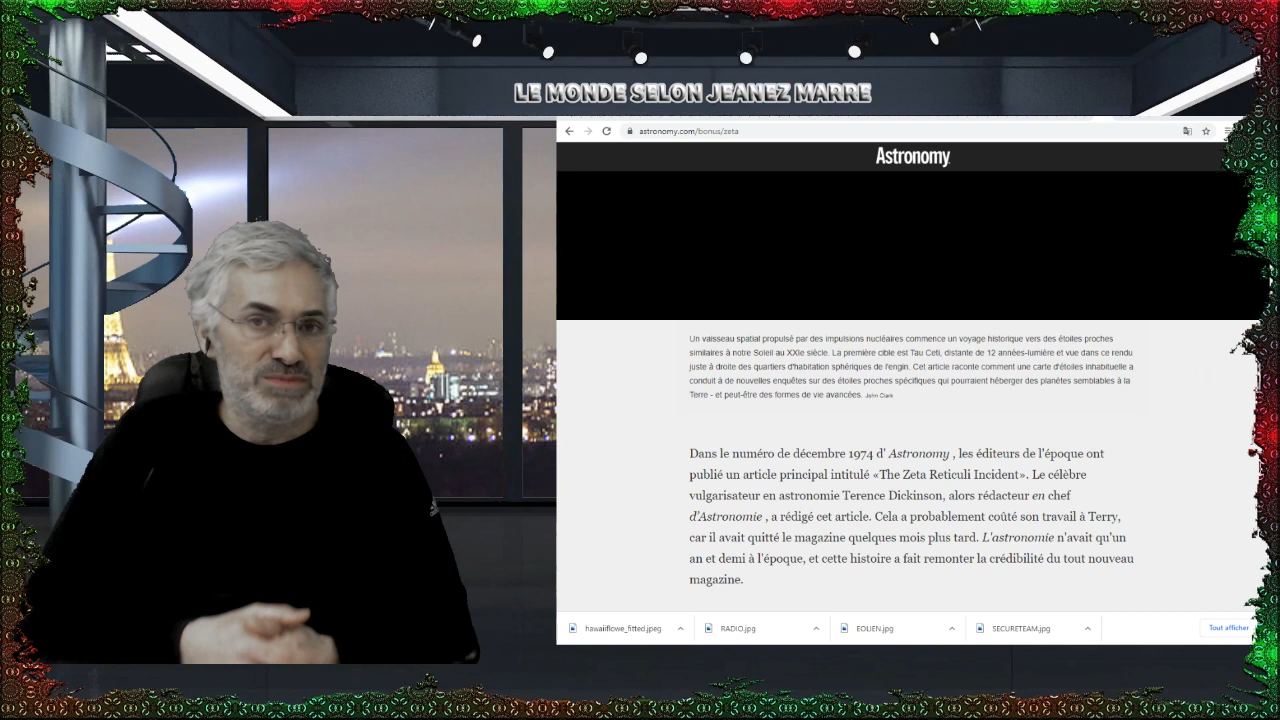 LE MONDE SELON JEANEZ MARRE
astronomy.com/bonus/zeta
Astronomy
Un vaisseau spatial propulsé par des impulsions nucléaires commence un voyage historique vers des étoiles proches
similaires à notre Soleil au XXIe siècle. La première cible est Tau Ceti, distante de 12 années-lumière et vue dans ce rendu
juste à droite des quartiers d'habitation sphériques de l'engin. Cet article raconte comment une carte d'étoiles inhabituelle a
conduit à de nouvelles enquêtes sur des étoiles proches spécifiques qui pourraient héberger des planètes semblables à la
Terre - et peut-être des formes de vie avancées. John Clark
Dans le numéro de décembre 1974 d' Astronomy , les éditeurs de l'époque ont
publié un article principal intitulé «The Zeta Reticuli Incident». Le célèbre
vulgarisateur en astronomie Terence Dickinson, alors rédacteur en chef
d'Astronomie , a rédigé cet article. Cela a probablement coûté son travail à Terry,
car il avait quitté le magazine quelques mois plus tard. L'astronomie n'avait qu'un
an et demi à l'époque, et cette histoire a fait remonter la crédibilité du tout nouveau
magazine.
hawaiiflowe_fitted.jpeg
RADIO.jpg
EOLIEN.jpg
SECURETEAM.jpg
Tout afficher